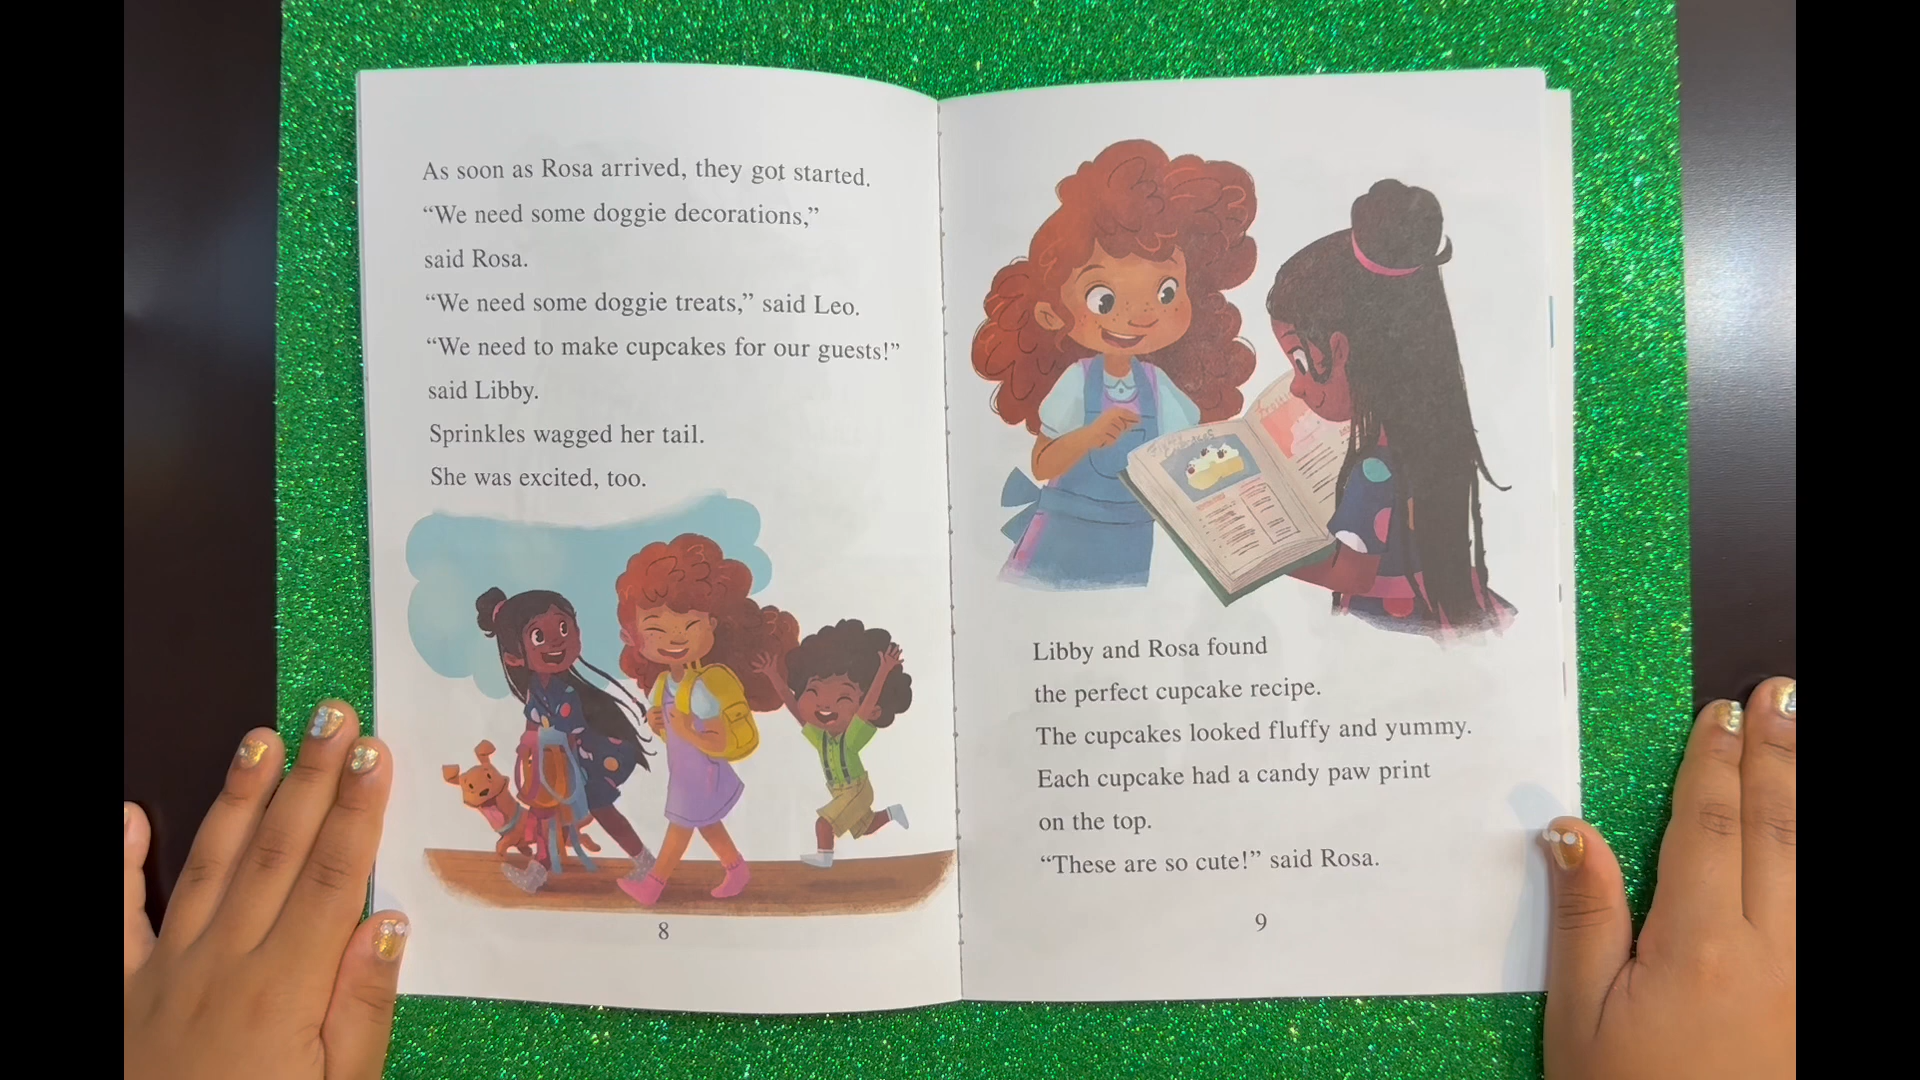 As soon as Rosa arrived, they got started.
“We need some doggie decorations,”
said Rosa.
“We need some doggie treats,” said Leo.
“We need to make cupcakes for our guests!”
said Libby.
Sprinkles wagged her tail.
She was excited, too.
8
Libby and Rosa found
the perfect cupcake recipe.
The cupcakes looked fluffy and yummy.
Each cupcake had a candy paw print
on the top.
“These are so cute!” said Rosa.
9